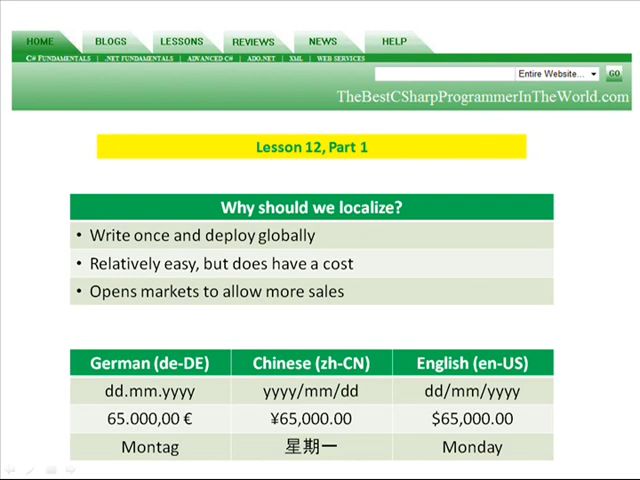 HOME BLOGS LESSONS REVIEWS NEWS HELP
C# FUNDAMENTALS | .NET FUNDAMENTALS | ADVANCED C# | ADO.NET | XML | WEB SERVICES
Entire Website... GO
TheBestCSharpProgrammerInTheWorld.com
Lesson 12, Part 1
Why should we localize?
• Write once and deploy globally
• Relatively easy, but does have a cost
• Opens markets to allow more sales
German (de-DE) Chinese (zh-CN) English (en-US)
dd.mm.yyyy yyyy/mm/dd dd/mm/yyyy
65.000,00 € ¥65,000.00 $65,000.00
Montag 星期一 Monday